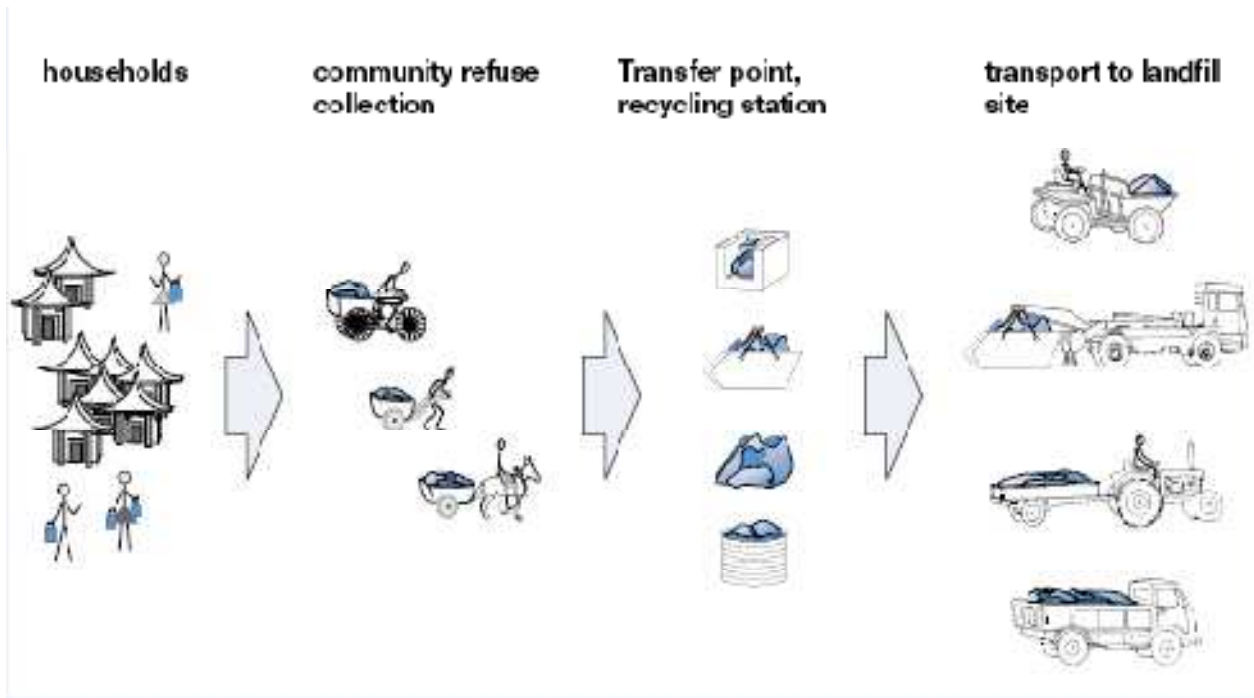 households
community refuse
collection
Transfer point,
recycling station
transport to landfill
site